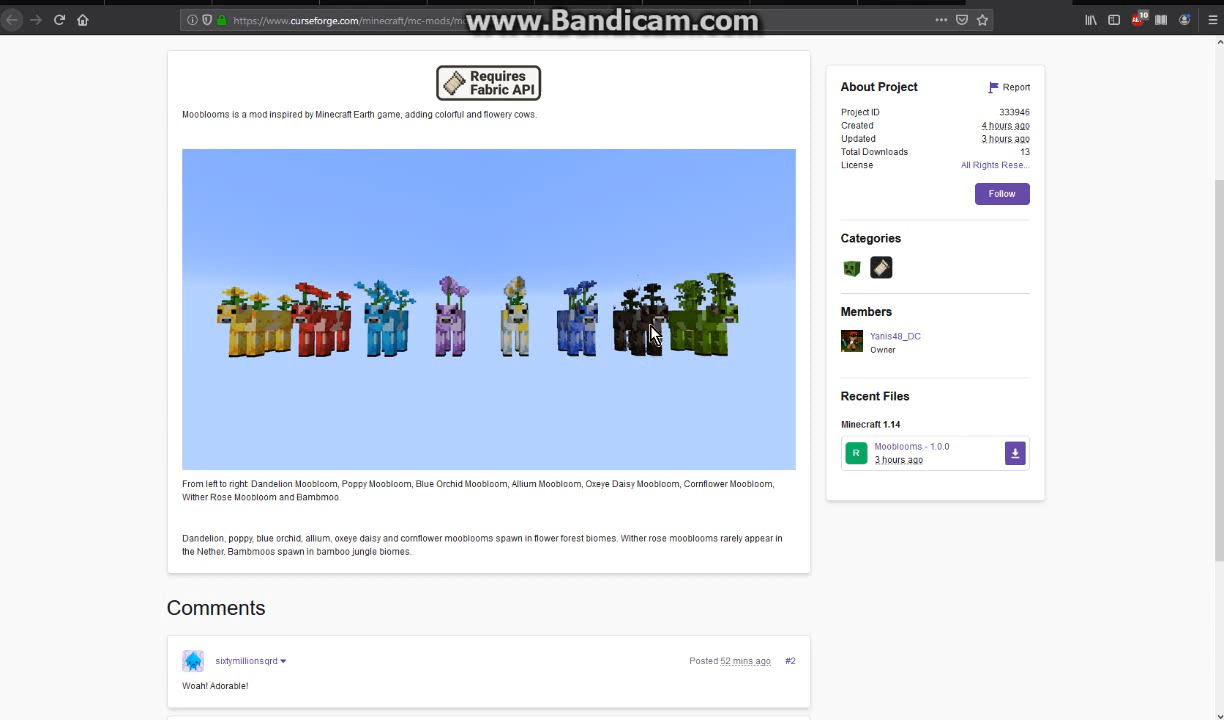 https://www.curseforge.com/minecraft/mc-mods/mo
www.Bandicam.com
10
Requires
Fabric API
Mooblooms is a mod inspired by Minecraft Earth game, adding colorful and flowery cows.
From left to right: Dandelion Moobloom, Poppy Moobloom, Blue Orchid Moobloom, Allium Moobloom, Oxeye Daisy Moobloom, Cornflower Moobloom,
Wither Rose Moobloom and Bambmoo.
Dandelion, poppy, blue orchid, allium, oxeye daisy and cornflower mooblooms spawn in flower forest biomes. Wither rose mooblooms rarely appear in
the Nether. Bambmoos spawn in bamboo jungle biomes.
Comments
sixtymillionsqrd
Posted 52 mins ago #2
Woah! Adorable!
About Project
Report
Project ID 333946
Created 4 hours ago
Updated 3 hours ago
Total Downloads 13
License All Rights Rese...
Follow
Categories
Members
Yanis48_DC
Owner
Recent Files
Minecraft 1.14
R
Mooblooms - 1.0.0
3 hours ago